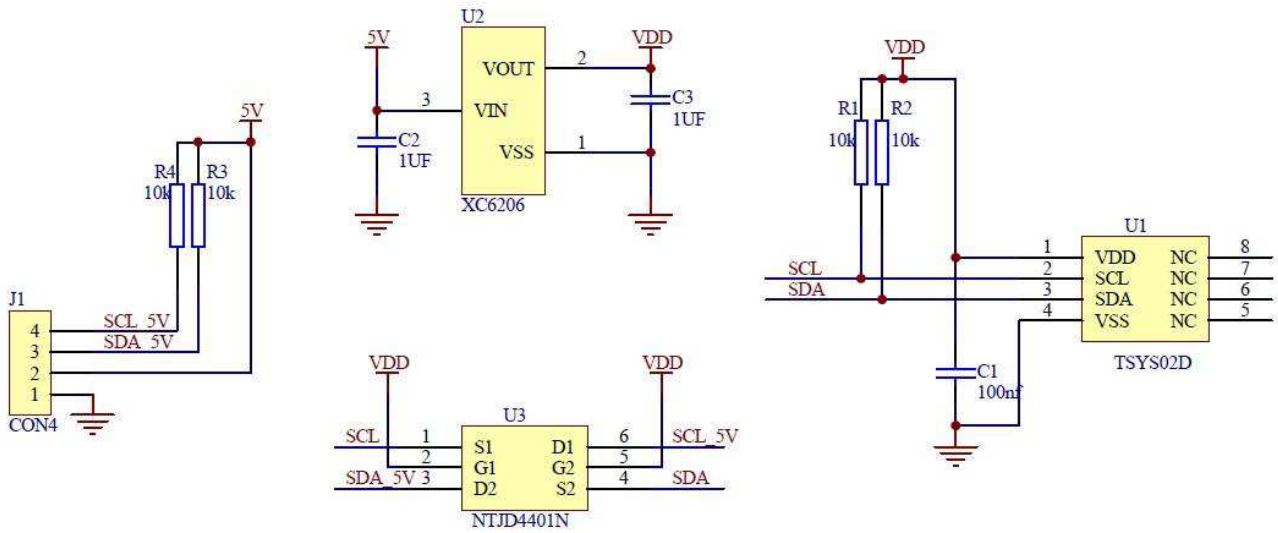 5V
R4
10k
R3
10k
J1
4
3
2
1
SCL_5V
SDA_5V
CON4
U2
5V
VDD
VOUT
2
3
VIN
VSS
1
C2
1UF
C3
1UF
XC6206
VDD
VDD
U3
SCL
1
S1
D1
6
SCL_5V
2
G1
G2
5
SDA_5V
3
D2
S2
4
SDA
NTJD4401N
VDD
R1
10k
R2
10k
U1
SCL
SDA
1
VDD
NC
8
2
SCL
NC
7
3
SDA
NC
6
4
VSS
NC
5
TSYS02D
C1
100nf